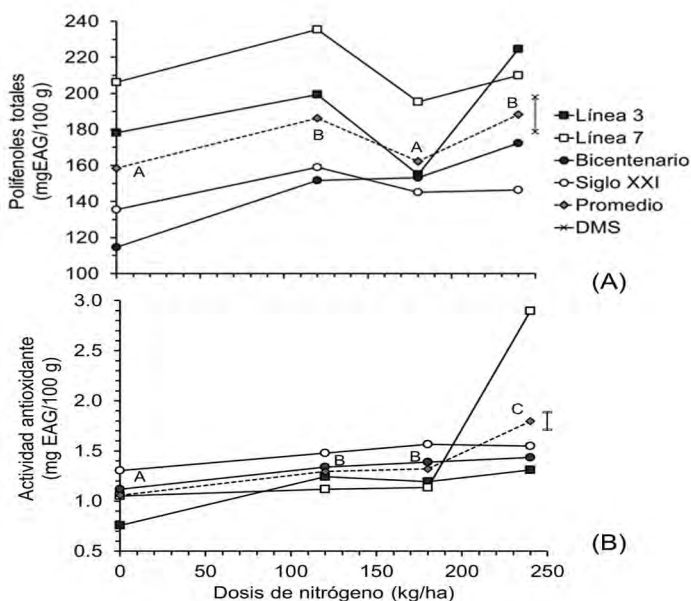 Polifenoles totales
(mgEAG/100 g)
240
220
200
180
160
140
120
100
A
B
A
B
Línea 3
Línea 7
Bicentenario
Siglo XXI
Promedio
DMS
(A)
Actividad antioxidante
(mg EAG/100 g)
3.0
2.5
2.0
1.5
1.0
0.5
A
B
B
C
(B)
0 50 100 150 200 250
Dosis de nitrógeno (kg/ha)